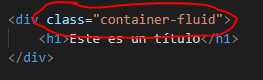 <div class="container-fluid">
<h1>Este es un título</h1>
</div>